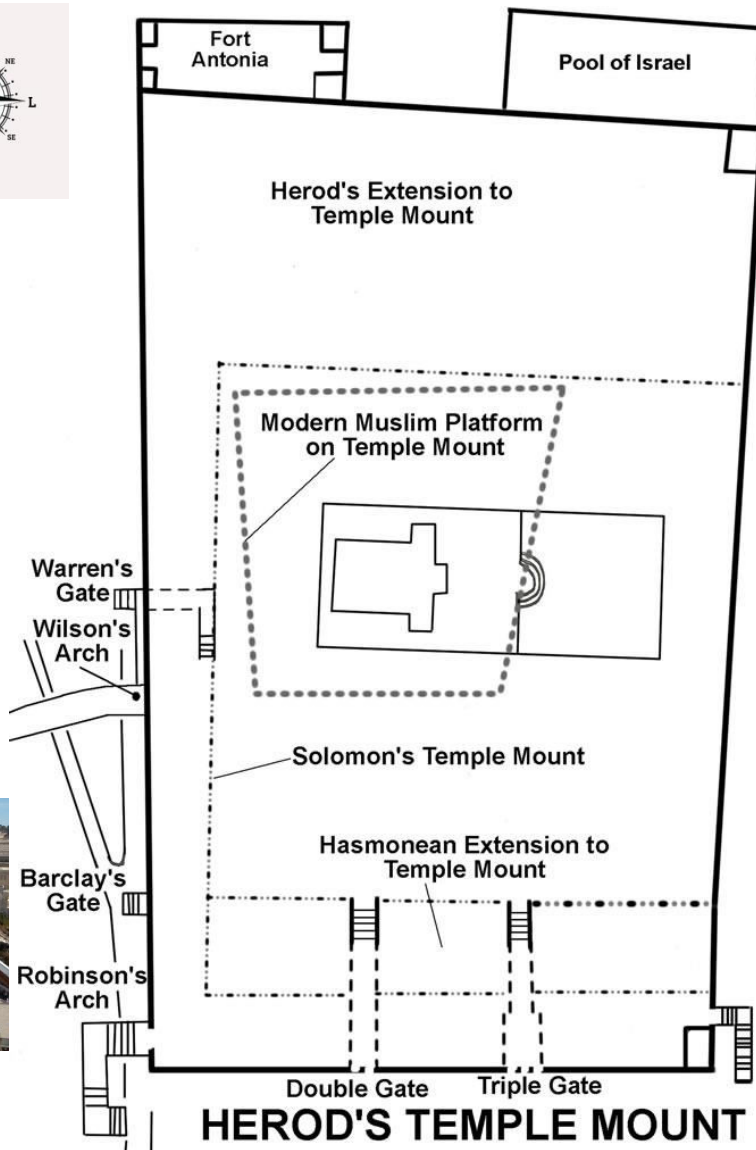 NE
L
SE
Fort
Antonia
Pool of Israel
Herod's Extension to
Temple Mount
Modern Muslim Platform
on Temple Mount
Warren's
Gate
Wilson's
Arch
Solomon's Temple Mount
Hasmonean Extension to
Temple Mount
Barclay's
Gate
Robinson's
Arch
Double Gate
Triple Gate
HEROD'S TEMPLE MOUNT